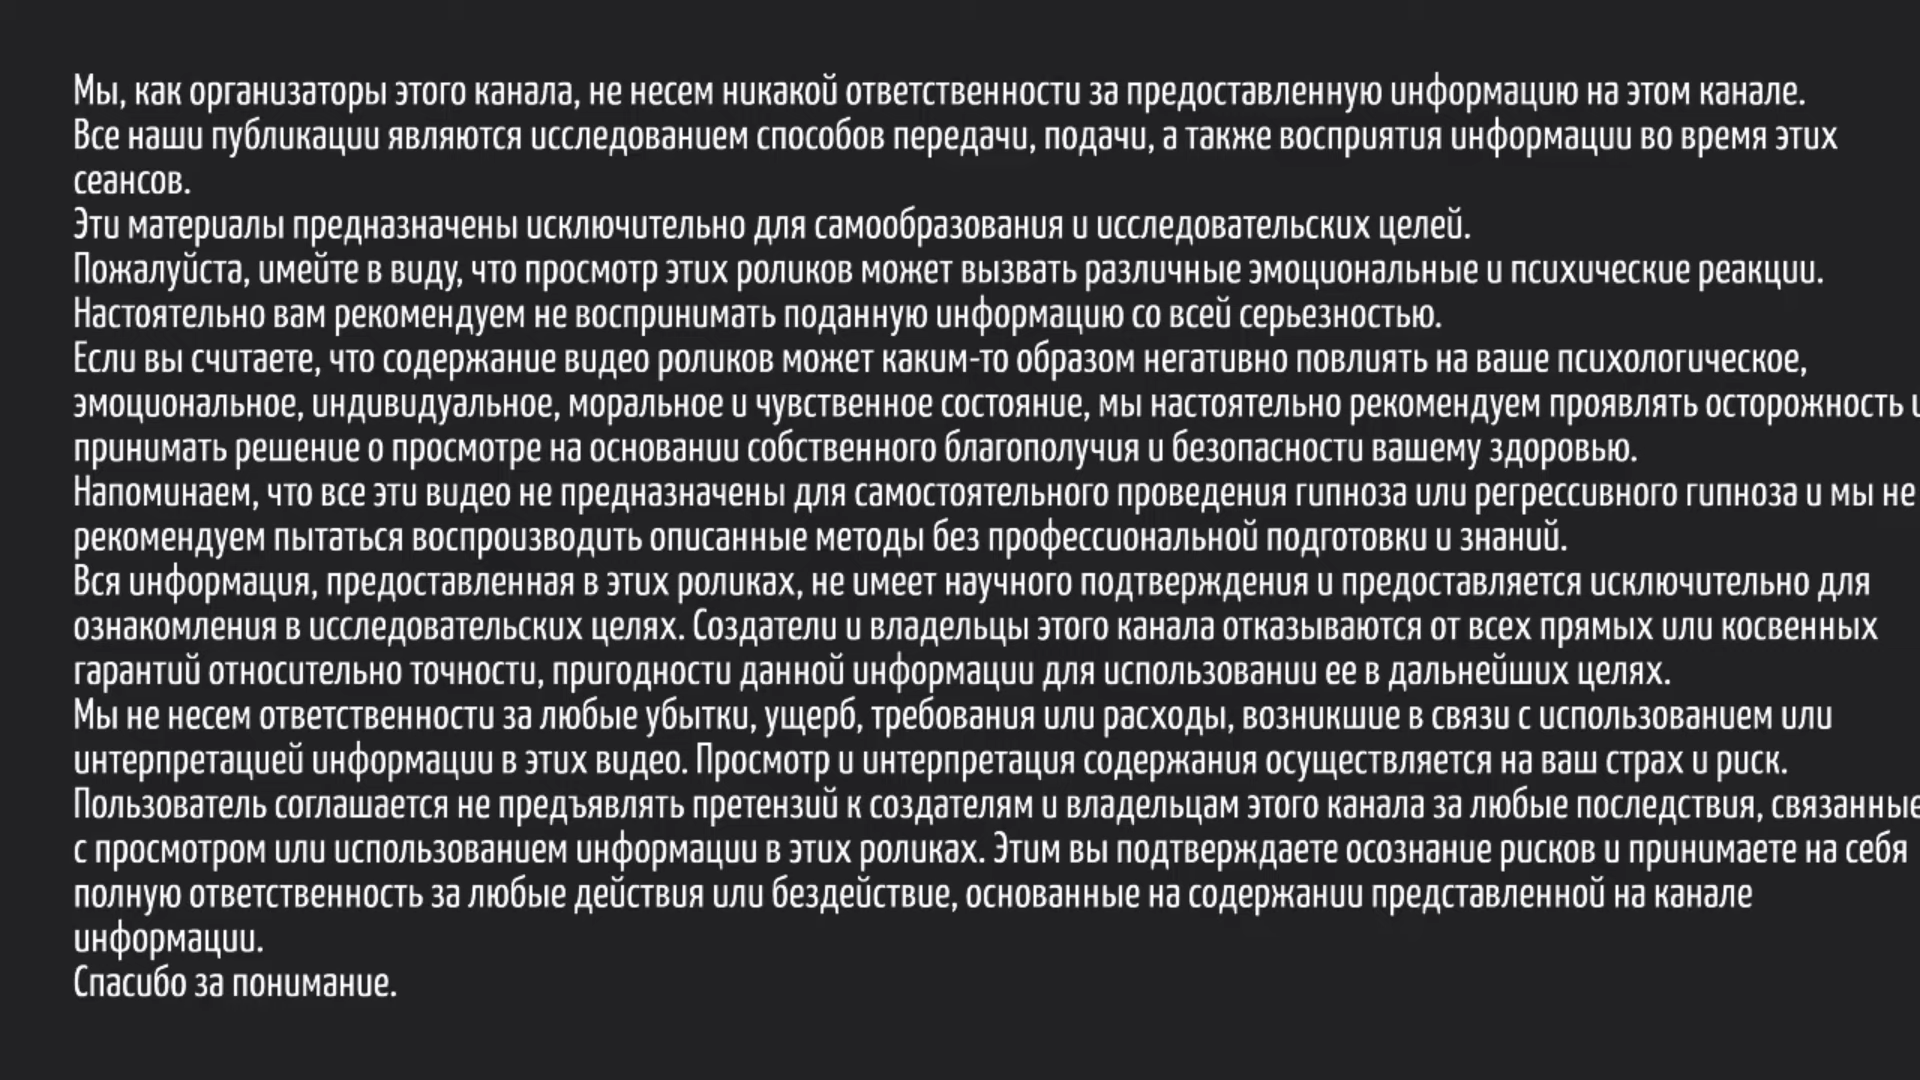 Мы, как организаторы этого канала, не несем никакой ответственности за предоставленную информацию на этом канале.
Все наши публикации являются исследованием способов передачи, подачи, а также восприятия информации во время этих
сеансов.
Эти материалы предназначены исключительно для самообразования и исследовательских целей.
Пожалуйста, имейте в виду, что просмотр этих роликов может вызвать различные эмоциональные и психические реакции.
Настоятельно вам рекомендуем не воспринимать поданную информацию со всей серьезностью.
Если вы считаете, что содержание видео роликов может каким-то образом негативно повлиять на ваше психологическое,
эмоциональное, индивидуальное, моральное и чувственное состояние, мы настоятельно рекомендуем проявлять осторожность и
принимать решение о просмотре на основании собственного благополучия и безопасности вашему здоровью.
Напоминаем, что все эти видео не предназначены для самостоятельного проведения гипноза или регрессивного гипноза и мы не
рекомендуем пытаться воспроизводить описанные методы без профессиональной подготовки и знаний.
Вся информация, предоставленная в этих роликах, не имеет научного подтверждения и предоставляется исключительно для
ознакомления в исследовательских целях. Создатели и владельцы этого канала отказываются от всех прямых или косвенных
гарантий относительно точности, пригодности данной информации для использовании ее в дальнейших целях.
Мы не несем ответственности за любые убытки, ущерб, требования или расходы, возникшие в связи с использованием или
интерпретацией информации в этих видео. Просмотр и интерпретация содержания осуществляется на ваш страх и риск.
Пользователь соглашается не предъявлять претензий к создателям и владельцам этого канала за любые последствия, связанные
с просмотром или использованием информации в этих роликах. Этим вы подтверждаете осознание рисков и принимаете на себя
полную ответственность за любые действия или бездействие, основанные на содержании представленной на канале
информации.
Спасибо за понимание.